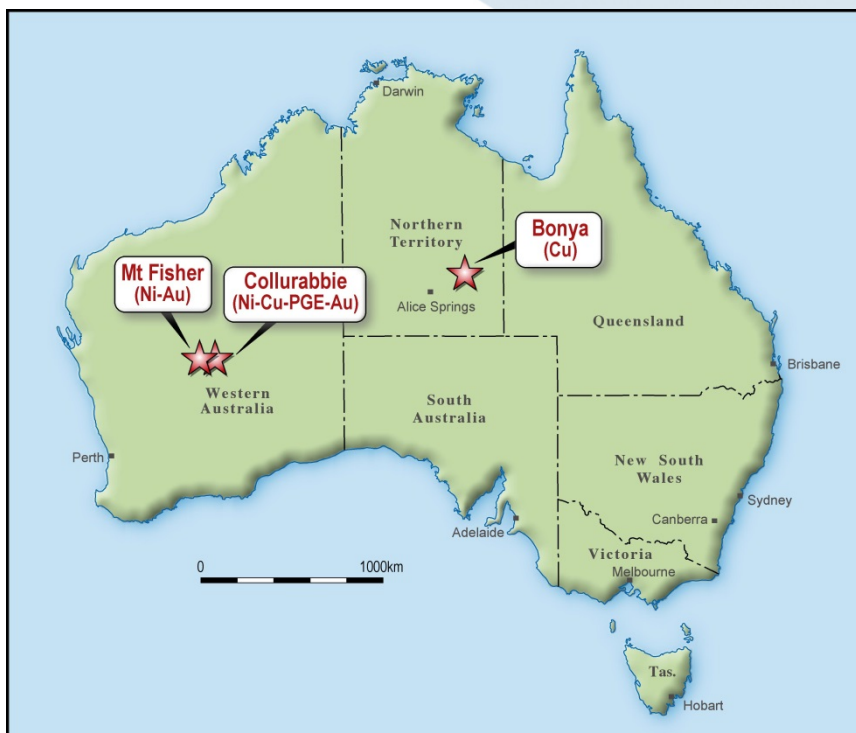 Darwin
Northern
Territory
Bonya
(Cu)
Mt Fisher
(Ni-Au)
Collurabbie
(Ni-Cu-PGE-Au)
Alice Springs
Queensland
Western
Australia
South
Australia
Brisbane
Perth
New South
Wales
Sydney
Adelaide
Canberra
Victoria
Melbourne
0
1000km
Tas.
Hobart